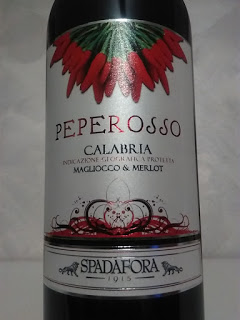 PEPEROSSO
CALABRIA
INDICAZIONE GEOGRAFICA PROTETTA
MAGLIOCCO & MERLOT
SPADAFORA
1915